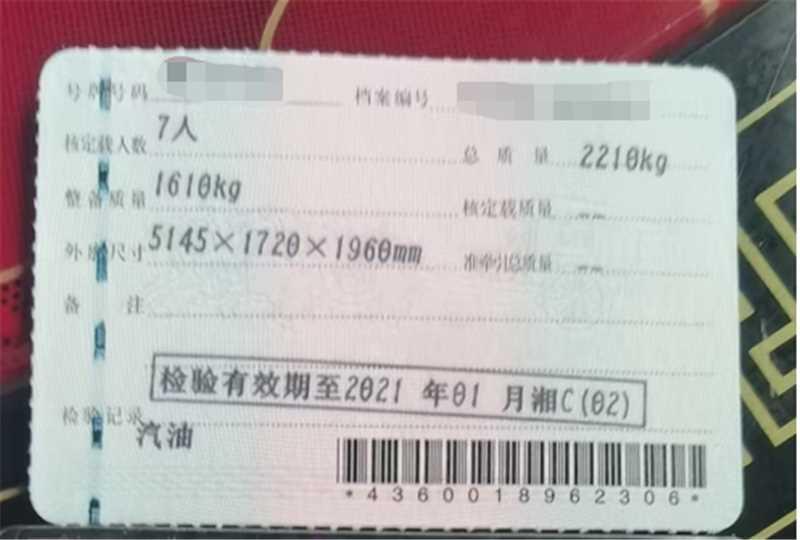 号牌号码 档案编号
核定载人数 7人 总质量 2210kg
整备质量 1610kg 核定载质量 --
外廓尺寸 5145×1720×1960mm 准牵引总质量 --
备注
检验有效期至2021年01月湘C(02)
检验记录
汽油
*4360018962306*